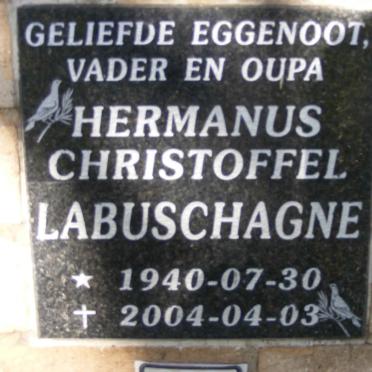 GELIEFDE EGGENOOT,
VADER EN OUPA
HERMANUS
CHRISTOFFEL
LABUSCHAGNE
★ 1940-07-30
✝ 2004-04-03